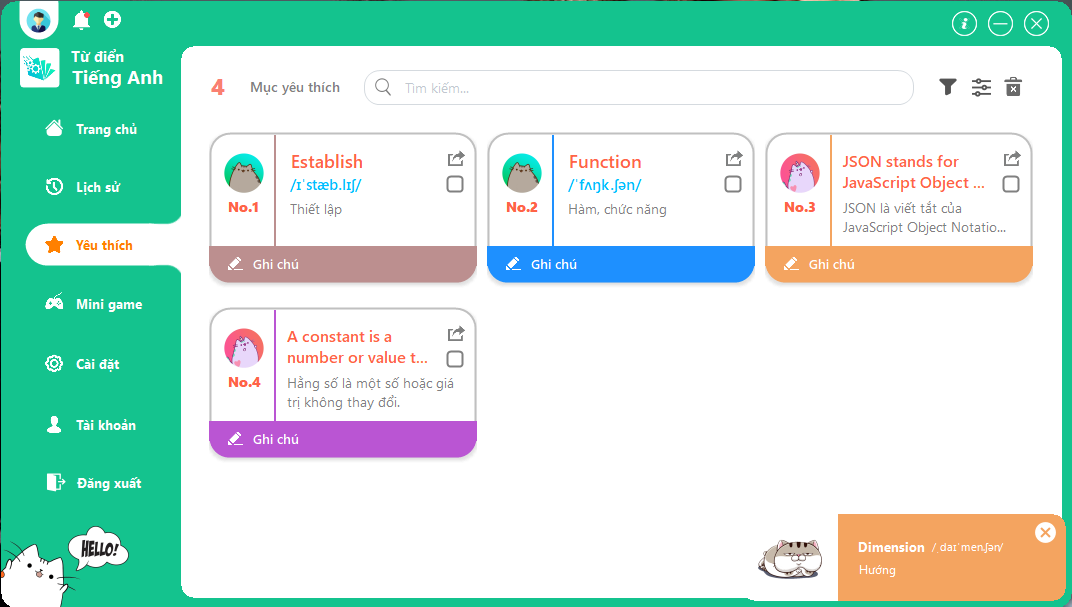 Từ điển
Tiếng Anh
Trang chủ
Lịch sử
Yêu thích
Mini game
Cài đặt
Tài khoản
Đăng xuất
HELLO!
4 Mục yêu thích
Tìm kiếm...
No.1
Establish
/ɪˈstæb.lɪʃ/
Thiết lập
Ghi chú
No.2
Function
/ˈfʌŋk.ʃən/
Hàm, chức năng
Ghi chú
No.3
JSON stands for
JavaScript Object ...
JSON là viết tắt của
JavaScript Object Notatio...
Ghi chú
No.4
A constant is a
number or value t...
Hằng số là một số hoặc giá
trị không thay đổi.
Ghi chú
Dimension /ˌdaɪˈmen.ʃən/
Hướng